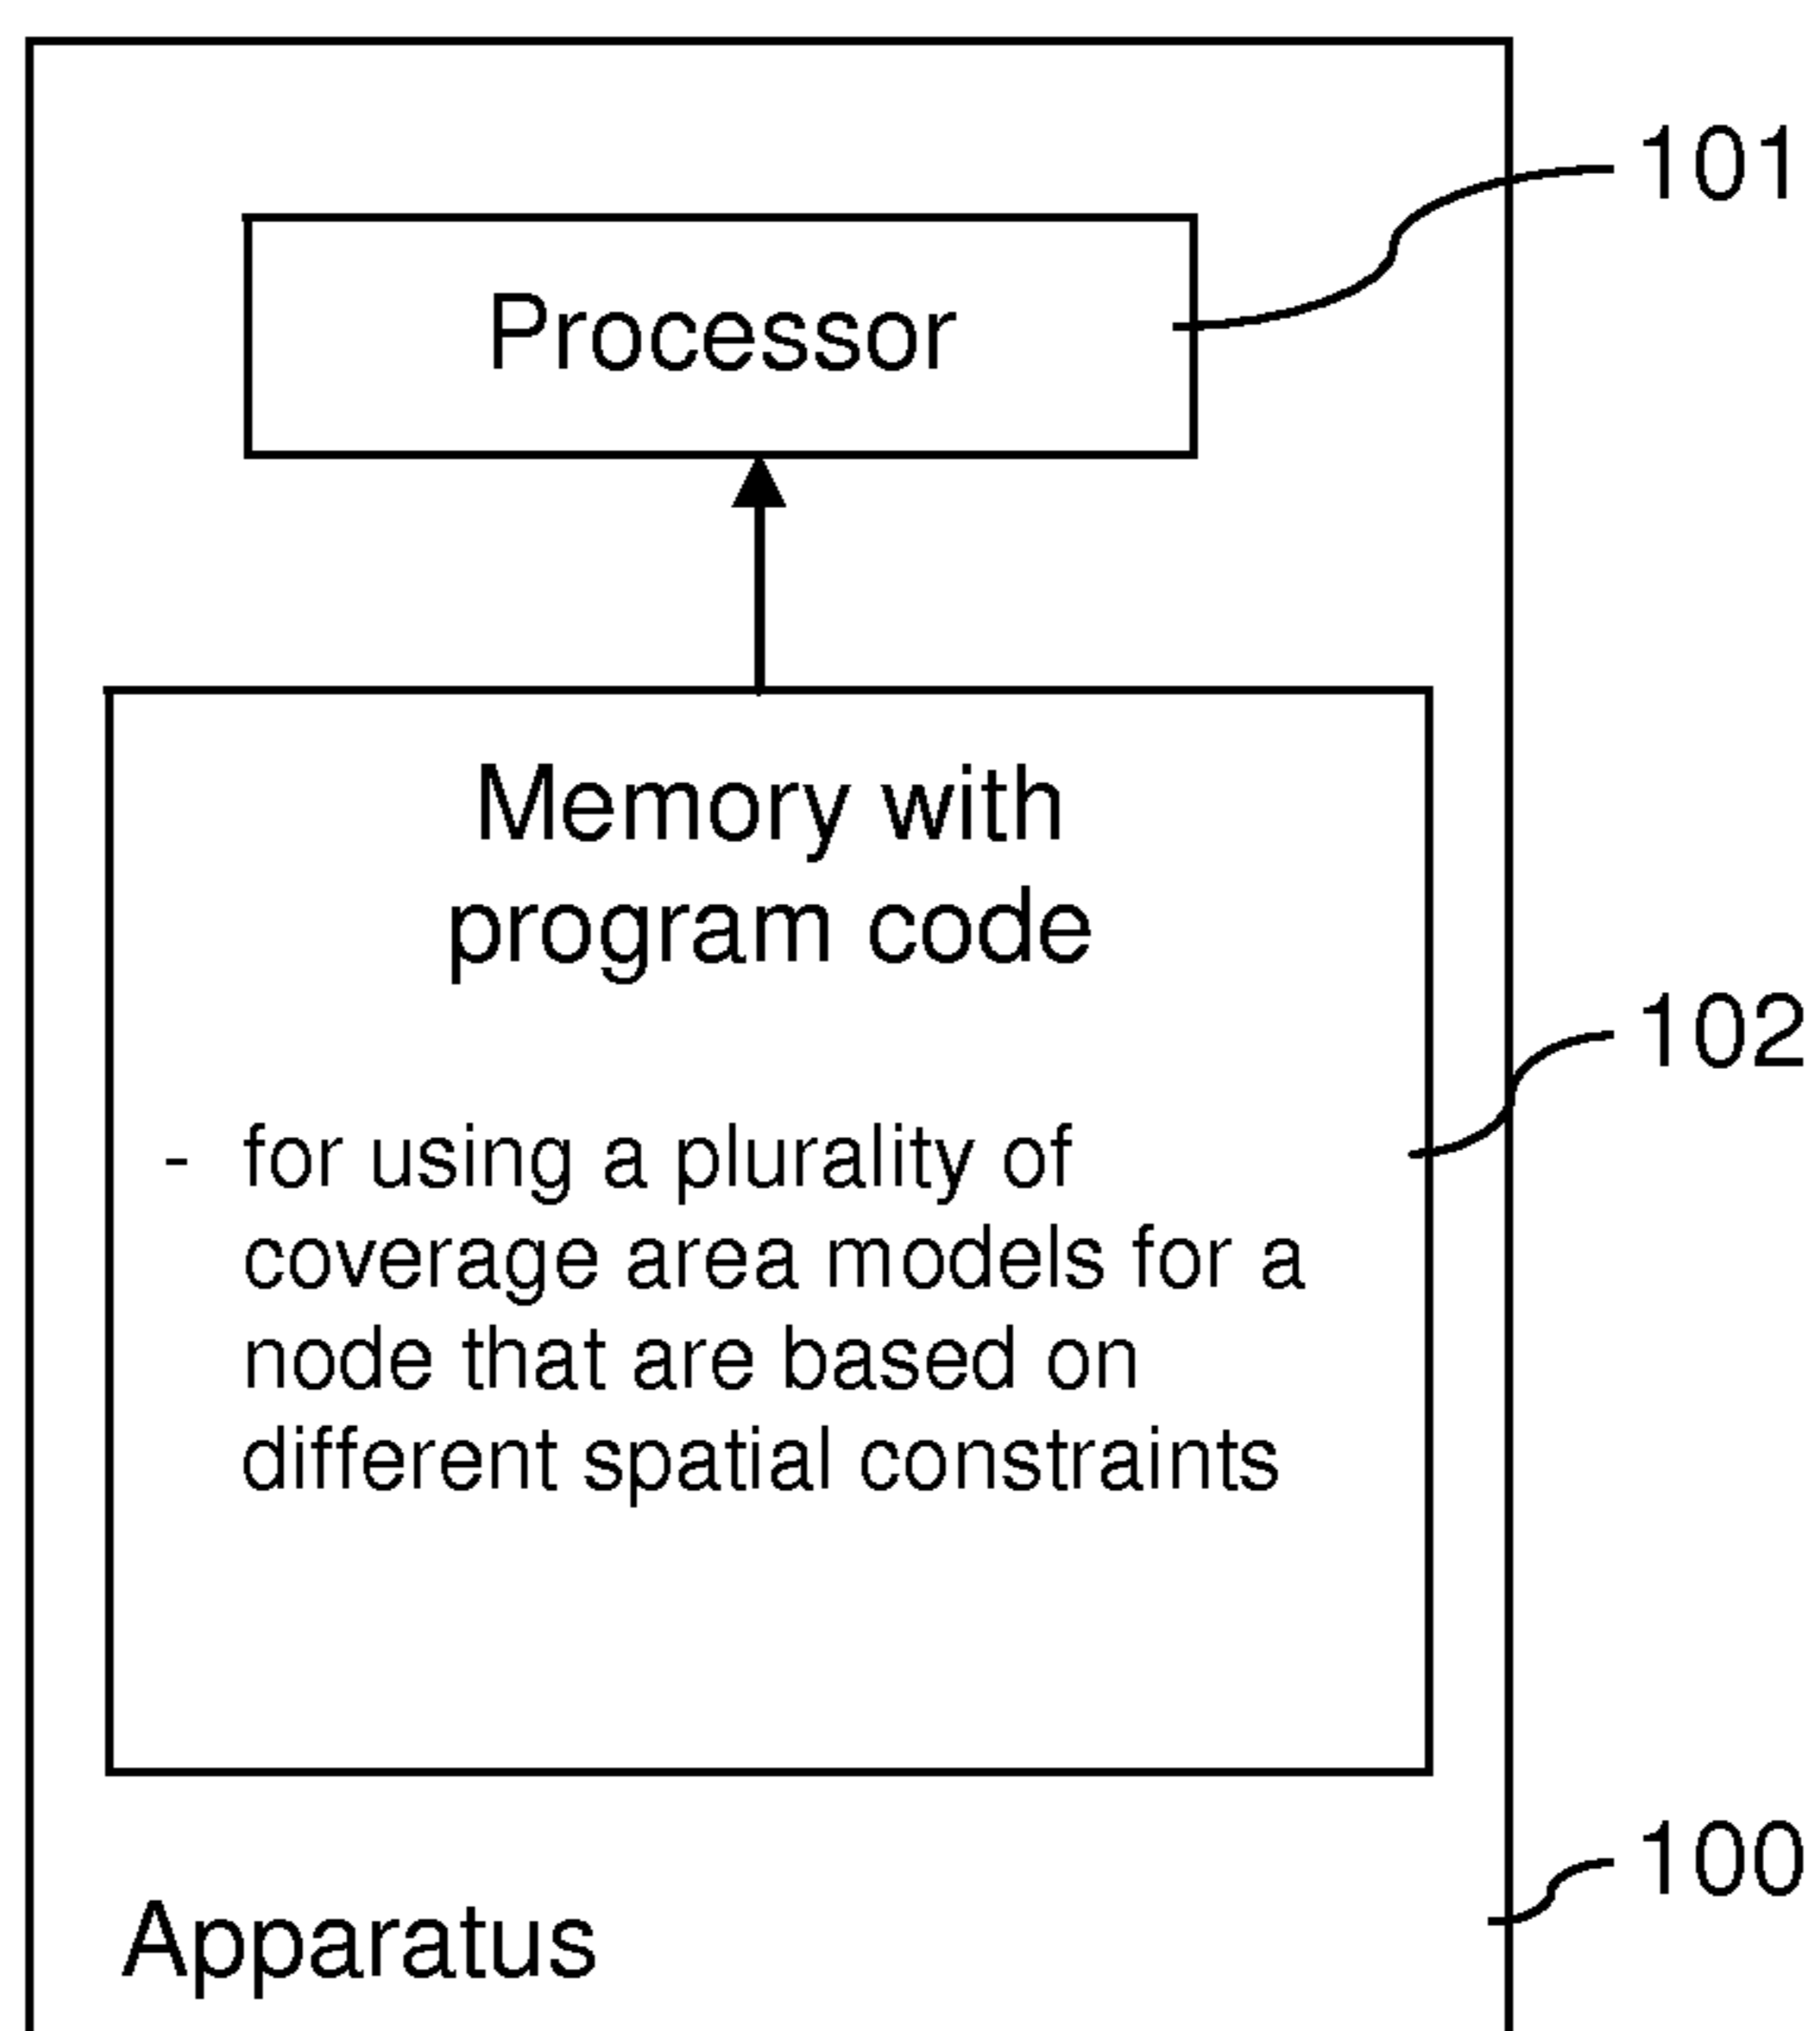 101
Processor
Memory with
program code
102
- for using a plurality of
coverage area models for a
node that are based on
different spatial constraints
100
Apparatus